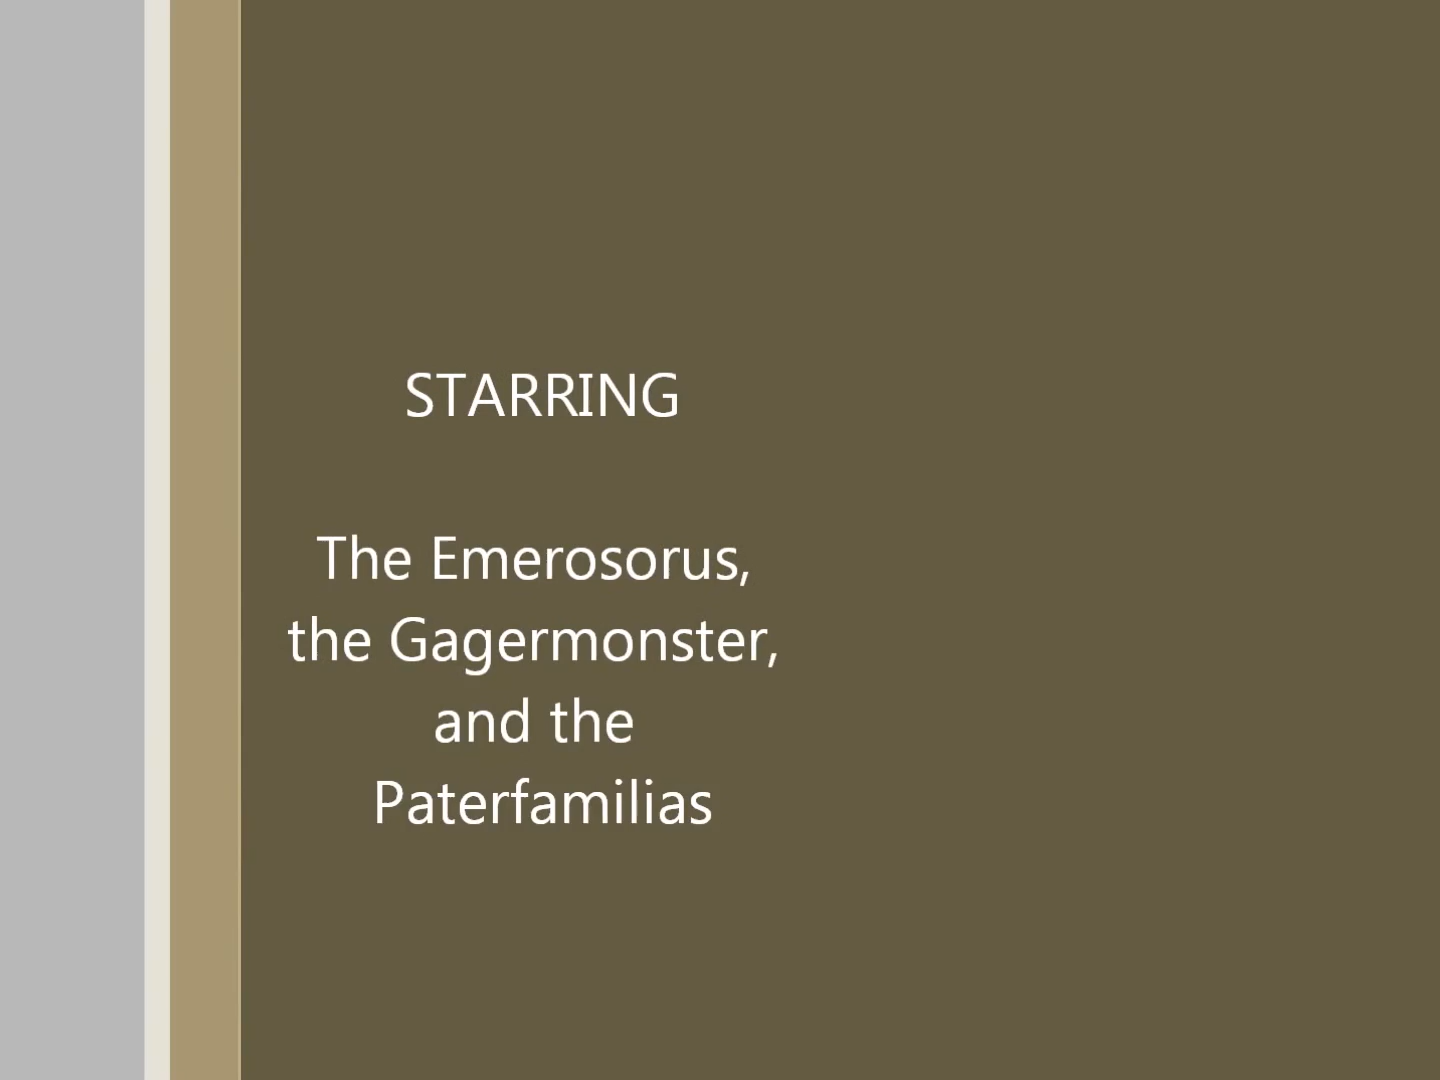 STARRING
The Emerosorus,
the Gagermonster,
and the
Paterfamilias